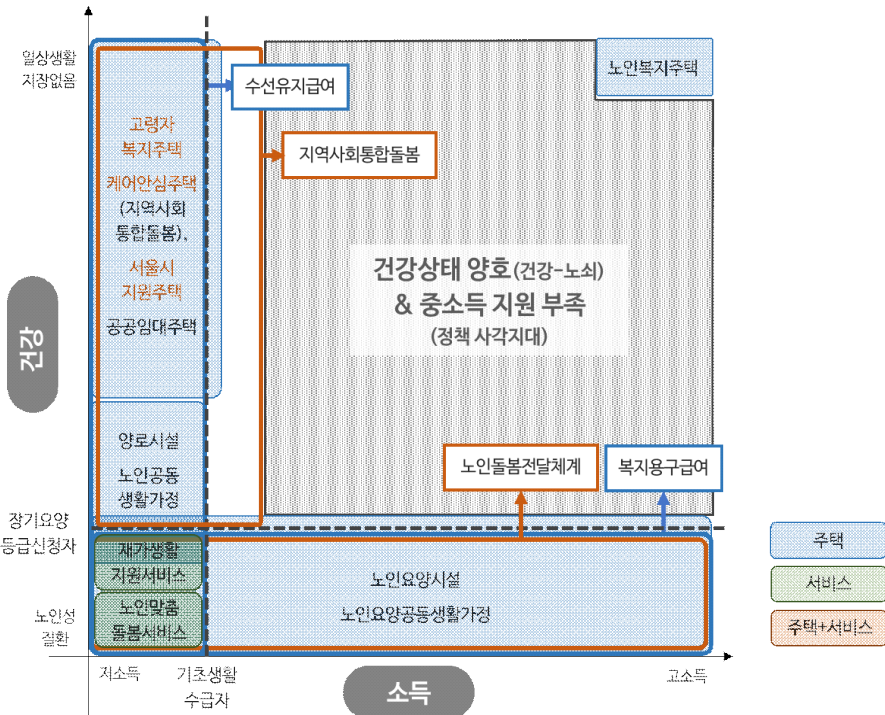 일상생활
지장없음
노인복지주택
수선유지급여
고령자
복지주택
지역사회통합돌봄
케어안심주택
(지역사회
통합돌봄),
서울시
지원주택
공공임대주택
건강상태 양호(건강-노쇠)
& 중소득 지원 부족
(정책 사각지대)
건강
양로시설
노인공동
생활가정
노인돌봄전달체계
복지용구급여
장기요양
등급신청자
재가생활
지원서비스
노인맞춤
돌봄서비스
노인요양시설
노인요양공동생활가정
노인성
질환
저소득
기초생활
수급자
소득
고소득
주택
서비스
주택+서비스